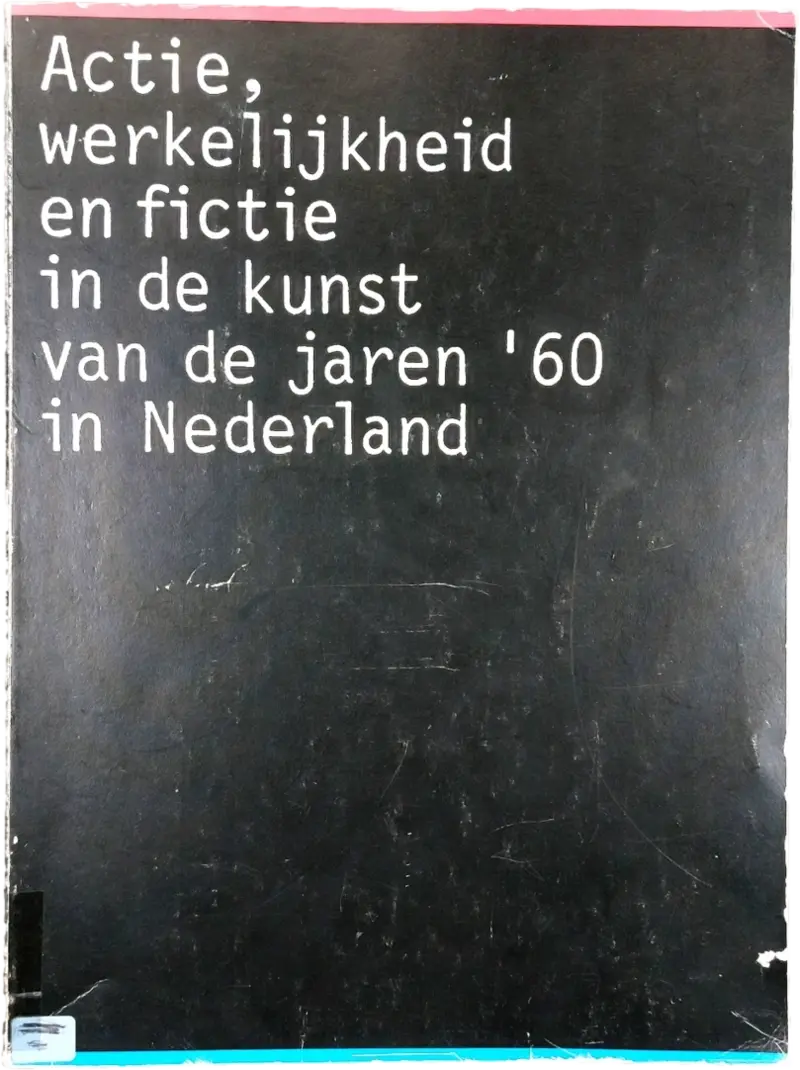 Actie,
werkelijkheid
en fictie
in de kunst
van de jaren '60
in Nederland